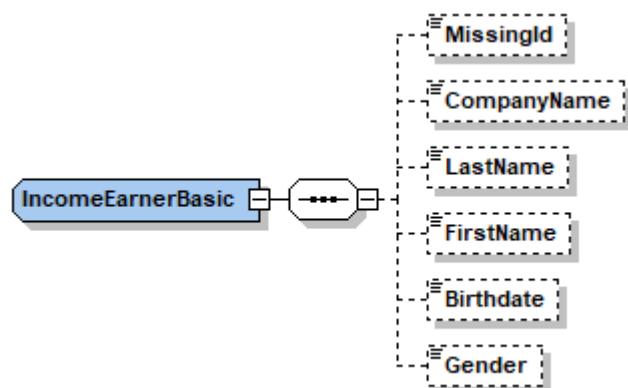 MissingId
CompanyName
LastName
IncomeEarnerBasic
FirstName
Birthdate
Gender